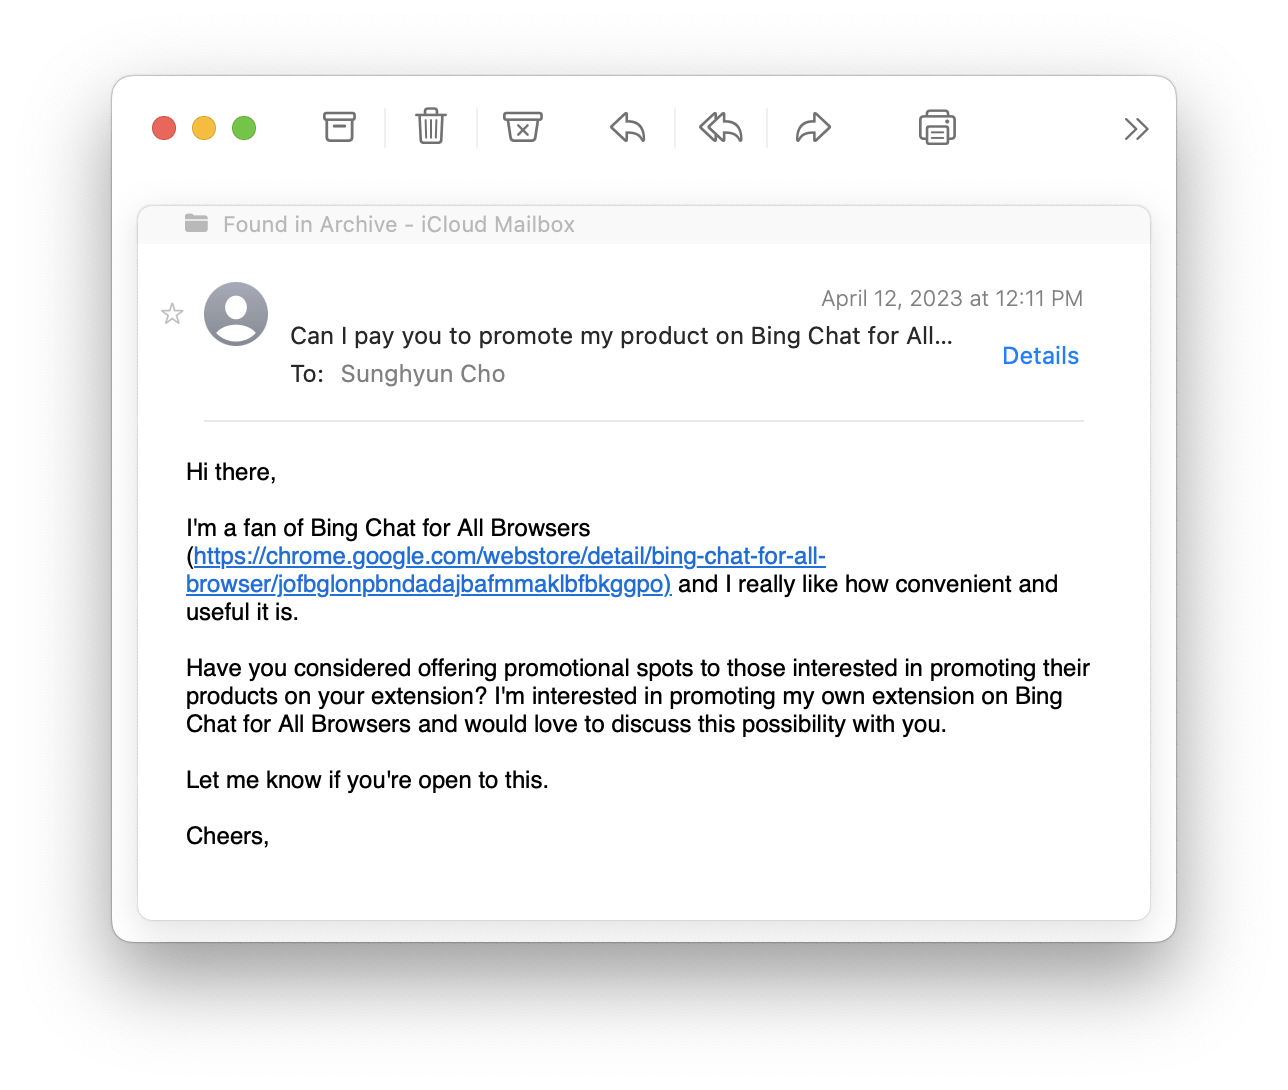 Found in Archive - iCloud Mailbox
April 12, 2023 at 12:11 PM
Can I pay you to promote my product on Bing Chat for All...
Details
To: Sunghyun Cho
Hi there,
I'm a fan of Bing Chat for All Browsers
(https://chrome.google.com/webstore/detail/bing-chat-for-all-
browser/jofbglonpbndadajbafmmaklbfbkggpo) and I really like how convenient and
useful it is.
Have you considered offering promotional spots to those interested in promoting their
products on your extension? I'm interested in promoting my own extension on Bing
Chat for All Browsers and would love to discuss this possibility with you.
Let me know if you're open to this.
Cheers,